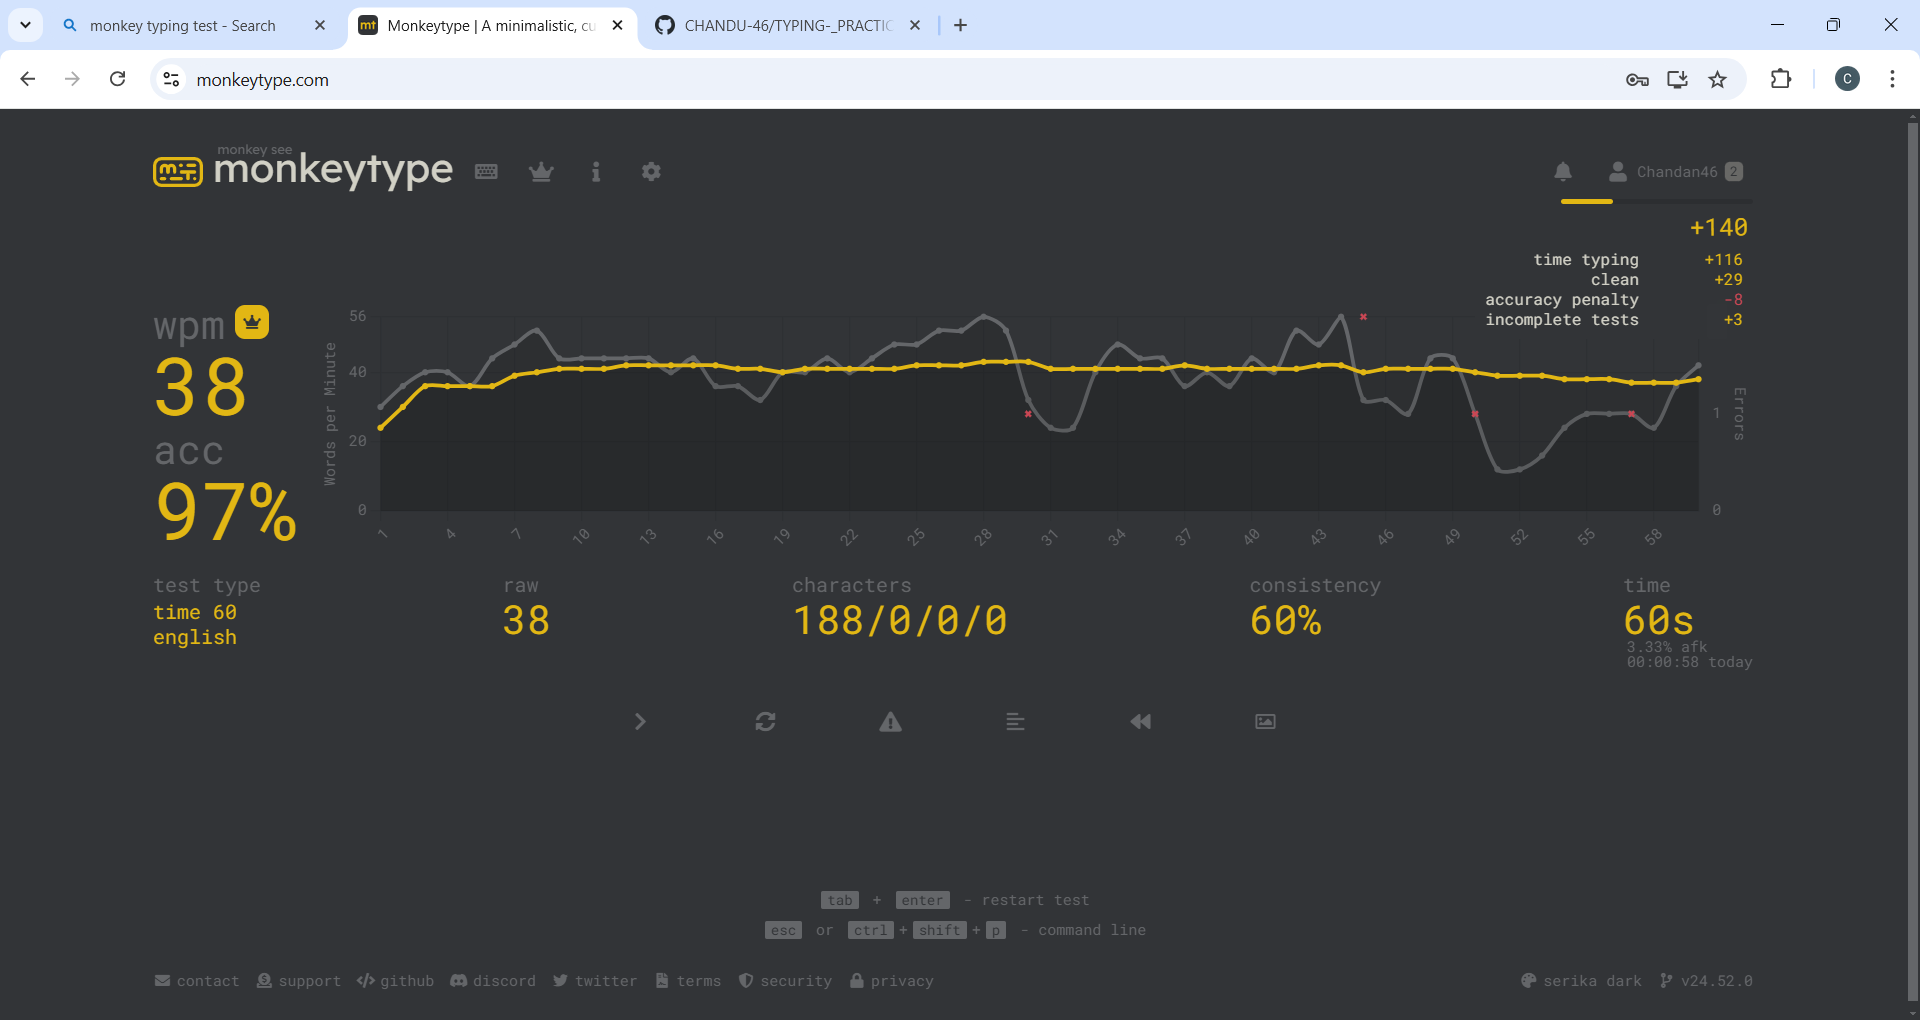 monkey typing test - Search
Monkeytype | A minimalistic, cu
CHANDU-46/TYPING-_PRACTIC
monkeytype.com
C
monkey see
mt monkeytype
Chandan46 2
+140
time typing +116
clean +29
accuracy penalty -8
incomplete tests +3
wpm
38
acc
97%
Words per Minute
56
40
20
0
Errors
1
0
1 4 7 10 13 16 19 22 25 28 31 34 37 40 43 46 49 52 55 58
test type
time 60
english
raw
38
characters
188/0/0/0
consistency
60%
time
60s
3.33% afk
00:00:58 today
tab + enter - restart test
esc or ctrl + shift + p - command line
contact support github discord twitter terms security privacy serika dark v24.52.0